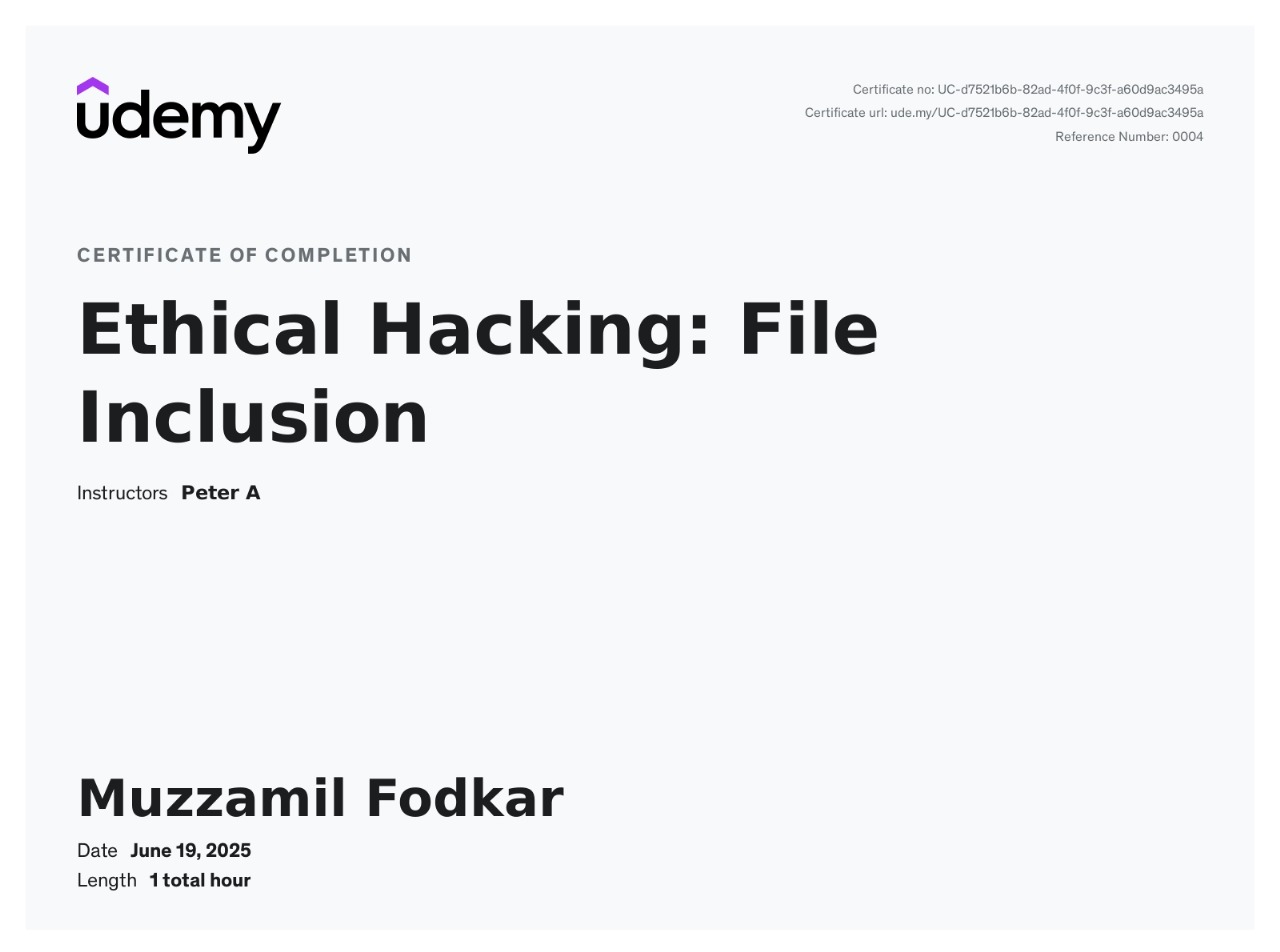 udemy
Certificate no: UC-d7521b6b-82ad-4f0f-9c3f-a60d9ac3495a
Certificate url: ude.my/UC-d7521b6b-82ad-4f0f-9c3f-a60d9ac3495a
Reference Number: 0004
CERTIFICATE OF COMPLETION
Ethical Hacking: File
Inclusion
Instructors Peter A
Muzzamil Fodkar
Date June 19, 2025
Length 1 total hour